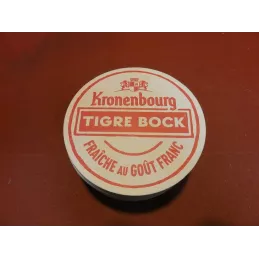 Kronenbourg
TIGRE BOCK
FRAÎCHE AU GOÛT FRANC